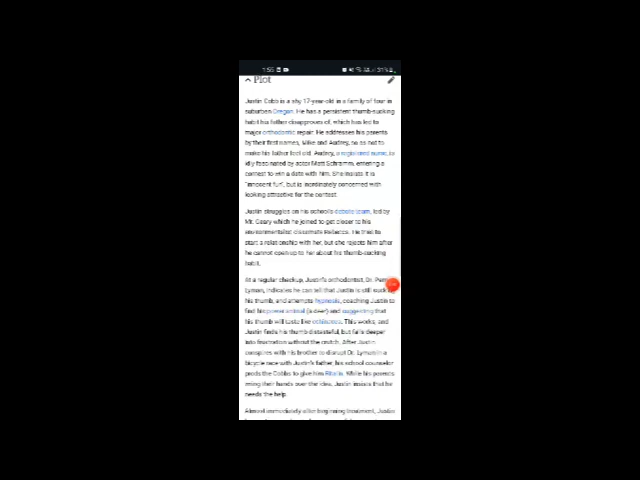 1:55
Plot
Justin Cobb is a shy 17-year-old in a family of four in
suburban Oregon. He has a persistent thumb-sucking
habit his father disapproves of, which has led to
major orthodontic repair. He addresses his parents
by their first names, Mike and Audrey, so as not to
make his father feel old. Audrey, a registered nurse, is
idly fascinated by actor Matt Schramm, entering a
contest to win a date with him. She insists it is
"innocent fun", but is inordinately concerned with
looking attractive for the contest.
Justin struggles on his school's debate team, led by
Mr. Geary which he joined to get closer to his
environmentalist classmate Rebecca. He tries to
start a relationship with her, but she rejects him after
he cannot open up to her about his thumb-sucking
habit.
At a regular checkup, Justin's orthodontist, Dr. Perry
Lyman, indicates he can tell that Justin is still
his thumb, and attempts hypnosis, coaching Justin to
find his power animal (a deer) and suggesting that
his thumb will taste like echinacea. This works, and
Justin finds his thumb distasteful, but falls deeper
into frustration without the crutch. After Justin
conspires with his brother to disrupt Dr. Lyman in a
bicycle race with Justin's father, his school counselor
prods the Cobbs to give him Ritalin. While his parents
wring their hands over the idea, Justin insists that he
needs the help.
Almost immediately after beginning treatment, Justin